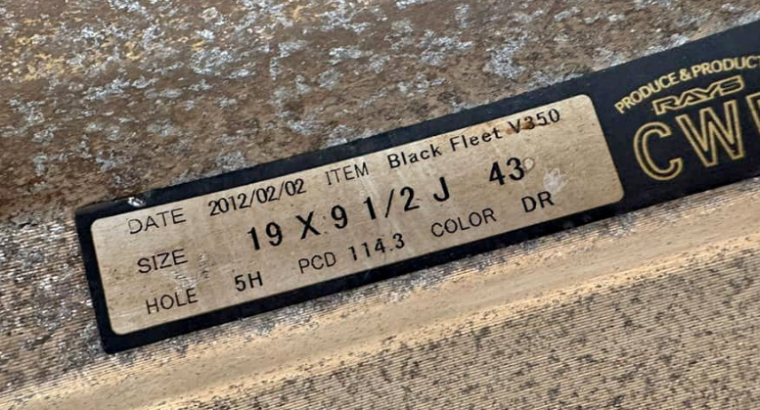 DATE 2012/02/02 ITEM Black Fleet V350
SIZE 19 X 9 1/2 J 43
HOLE 5H PCD 114.3 COLOR DR
PRODUCE & PRODUCT
RAYS
CW